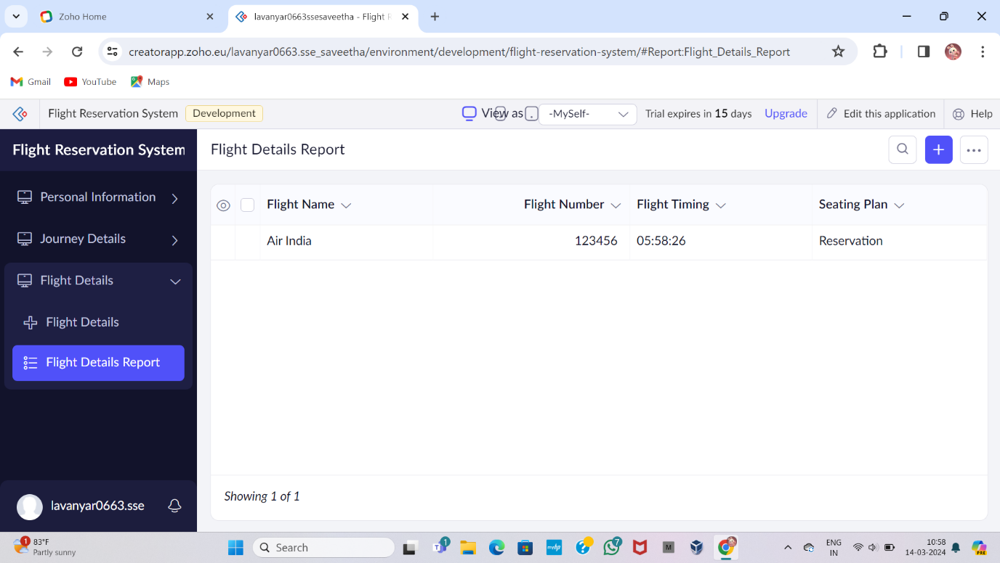 Zoho Home
lavanyar0663ssesaveetha - Flight R
creatorapp.zoho.eu/lavanyar0663.sse_saveetha/environment/development/flight-reservation-system/#Report:Flight_Details_Report
Gmail YouTube Maps
Flight Reservation System Development View as -MySelf- Trial expires in 15 days Upgrade Edit this application Help
Flight Reservation System
Flight Details Report
Personal Information
Journey Details
Flight Details
Flight Details
Flight Details Report
Flight Name Flight Number Flight Timing Seating Plan
Air India 123456 05:58:26 Reservation
Showing 1 of 1
lavanyar0663.sse
1 83°F
Partly sunny
Search
1
myhp
7
M
ENG
IN
10:58
14-03-2024
PRE